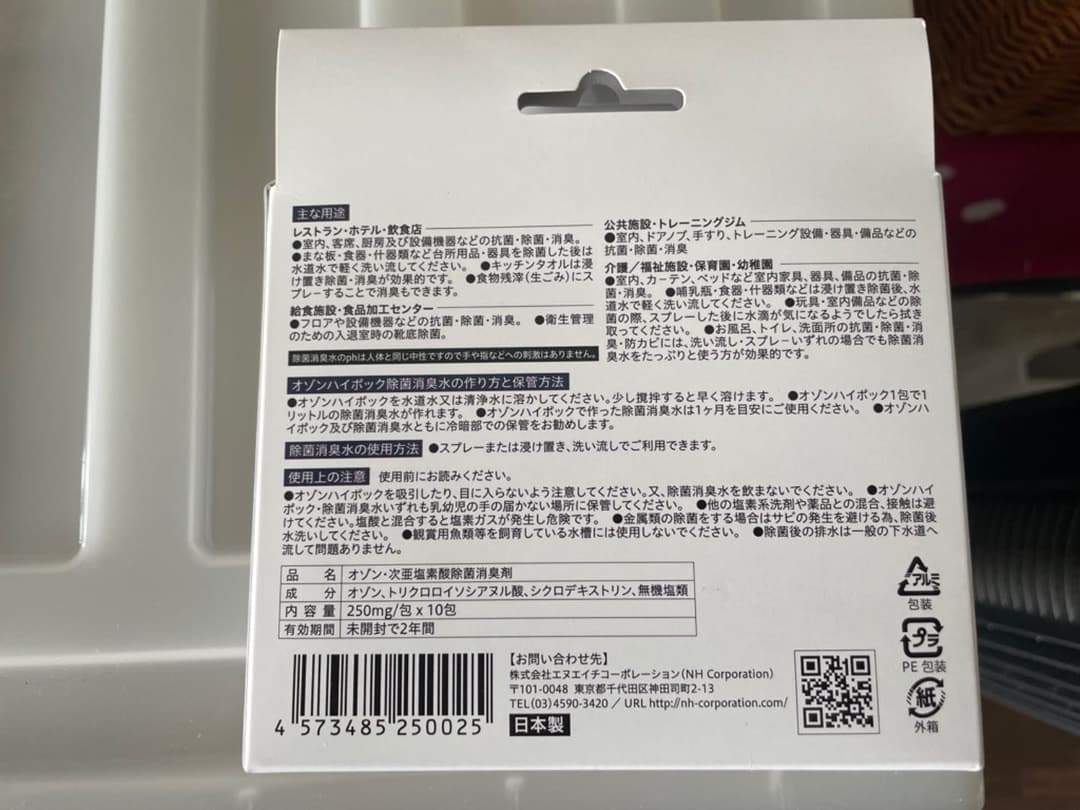 主な用途
レストラン・ホテル・飲食店
●室内、客席、厨房及び設備機器などの抗菌・除菌・消臭。
●まな板・食器・什器類など台所用品・器具を除菌した後は
水道水で軽く洗い流してください。 ●キッチンタオルは浸
け置き除菌・消臭が効果的です。 ●食物残滓（生ごみ）にス
プレーすることで消臭もできます。
給食施設・食品加工センター
●フロアや設備機器などの抗菌・除菌・消臭。 ●衛生管理
のための入退室時の靴底除菌。
除菌消臭水のphは人体と同じ中性ですので手や指などへの刺激はありません。
公共施設・トレーニングジム
●室内、ドアノブ、手すり、トレーニング設備・器具・備品などの
抗菌・除菌・消臭
介護／福祉施設・保育園・幼稚園
●室内、カーテン、ベッドなど室内家具、器具、備品の抗菌・除
菌・消臭。 ●哺乳瓶・食器・什器類などは浸け置き除菌後、水
道水で軽く洗い流してください。 ●玩具・室内備品などの除
菌の際、スプレーした後に水滴が気になるようでしたら拭き
取ってください。 ●お風呂、トイレ、洗面所の抗菌・除菌・消
臭・防カビには、洗い流し・スプレーいずれの場合でも除菌消
臭水をたっぷりと使う方が効果的です。
オゾンハイボック除菌消臭水の作り方と保管方法
●オゾンハイボックを水道水又は清浄水に溶かしてください。少し撹拌すると早く溶けます。 ●オゾンハイボック1包で1
リットルの除菌消臭水が作れます。 ●オゾンハイボックで作った除菌消臭水は1ヶ月を目安にご使用ください。 ●オゾンハ
イボック及び除菌消臭水ともに冷暗部での保管をお勧めします。
除菌消臭水の使用方法 ●スプレーまたは浸け置き、洗い流しでご利用できます。
使用上の注意 使用前にお読みください。
●オゾンハイボックを吸引したり、目に入らないよう注意してください。又、除菌消臭水を飲まないでください。 ●オゾンハイ
ボック・除菌消臭水いずれも乳幼児の手の届かない場所に保管してください。 ●他の塩素系洗剤や薬品との混合、接触は避
けてください。塩酸と混合すると塩素ガスが発生し危険です。 ●金属類の除菌をする場合はサビの発生を避ける為、除菌後
水洗いしてください。 ●観賞用魚類等を飼育している水槽には使用しないでください。 ●除菌後の排水は一般の下水道へ
流して問題ありません。
品名 オゾン・次亜塩素酸除菌消臭剤
成分 オゾン、トリクロロイソシアヌル酸、シクロデキストリン、無機塩類
内容量 250mg/包 x 10包
有効期間 未開封で2年間
アルミ
包装
プラ
PE 包装
紙
外箱
4 573485 250025
【お問い合わせ先】
株式会社エヌエイチコーポレーション（NH Corporation）
〒101-0048 東京都千代田区神田司町2-13
TEL(03)4590-3420 ／ URL http://nh-corporation.com/
日本製